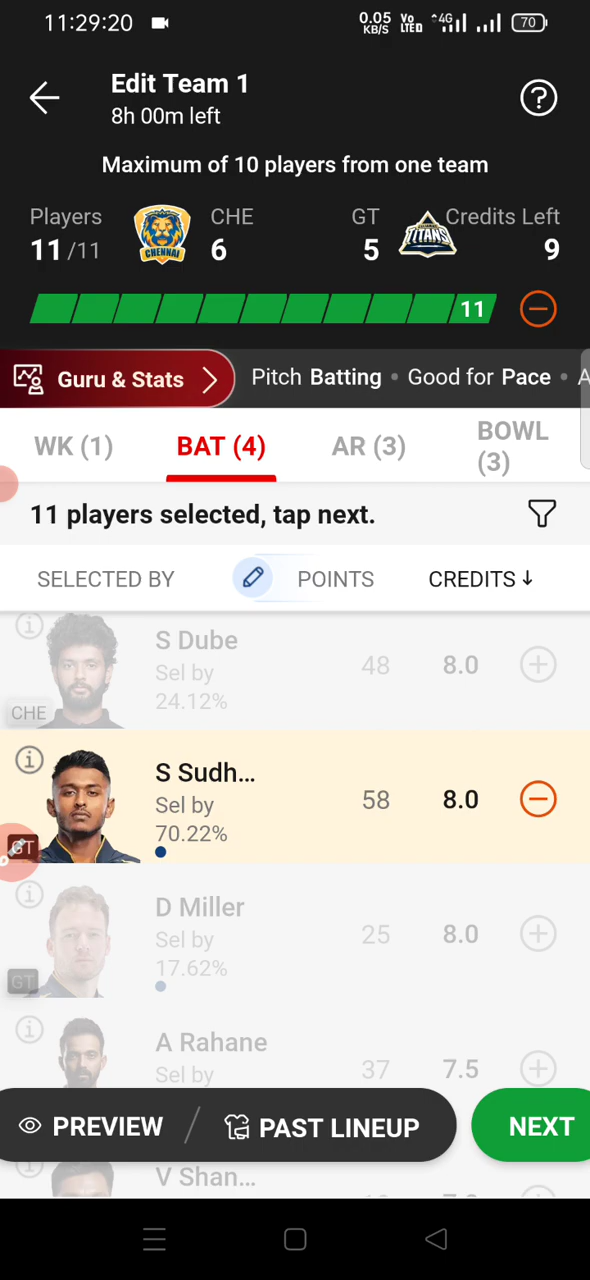 11:29:20
0.05 KB/S
Vo LTED
4G
70
Edit Team 1
8h 00m left
?
Maximum of 10 players from one team
Players
CHE
GT
Credits Left
11/11
CHENNAI
6
5
TITANS
9
11
Guru & Stats
Pitch Batting • Good for Pace • A
WK (1)
BAT (4)
AR (3)
BOWL (3)
11 players selected, tap next.
SELECTED BY
POINTS
CREDITS ↓
S Dube
Sel by
24.12%
48
8.0
CHE
S Sudh...
Sel by
70.22%
58
8.0
GT
D Miller
Sel by
17.62%
25
8.0
GT
A Rahane
Sel by
37
7.5
PREVIEW
PAST LINEUP
NEXT
V Shan...